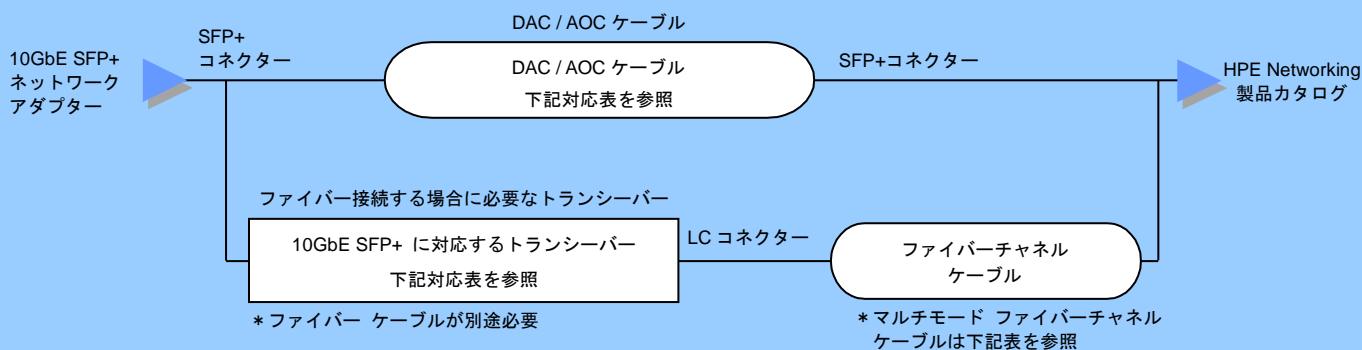 DAC / AOC ケーブル
10GbE SFP+
ネットワーク
アダプター
SFP+
コネクター
DAC / AOC ケーブル
下記対応表を参照
SFP+コネクター
HPE Networking
製品カタログ
ファイバー接続する場合に必要なトランシーバー
10GbE SFP+ に対応するトランシーバー
下記対応表を参照
LC コネクター
ファイバーチャネル
ケーブル
＊ファイバー ケーブルが別途必要
＊マルチモード ファイバーチャネル
ケーブルは下記表を参照